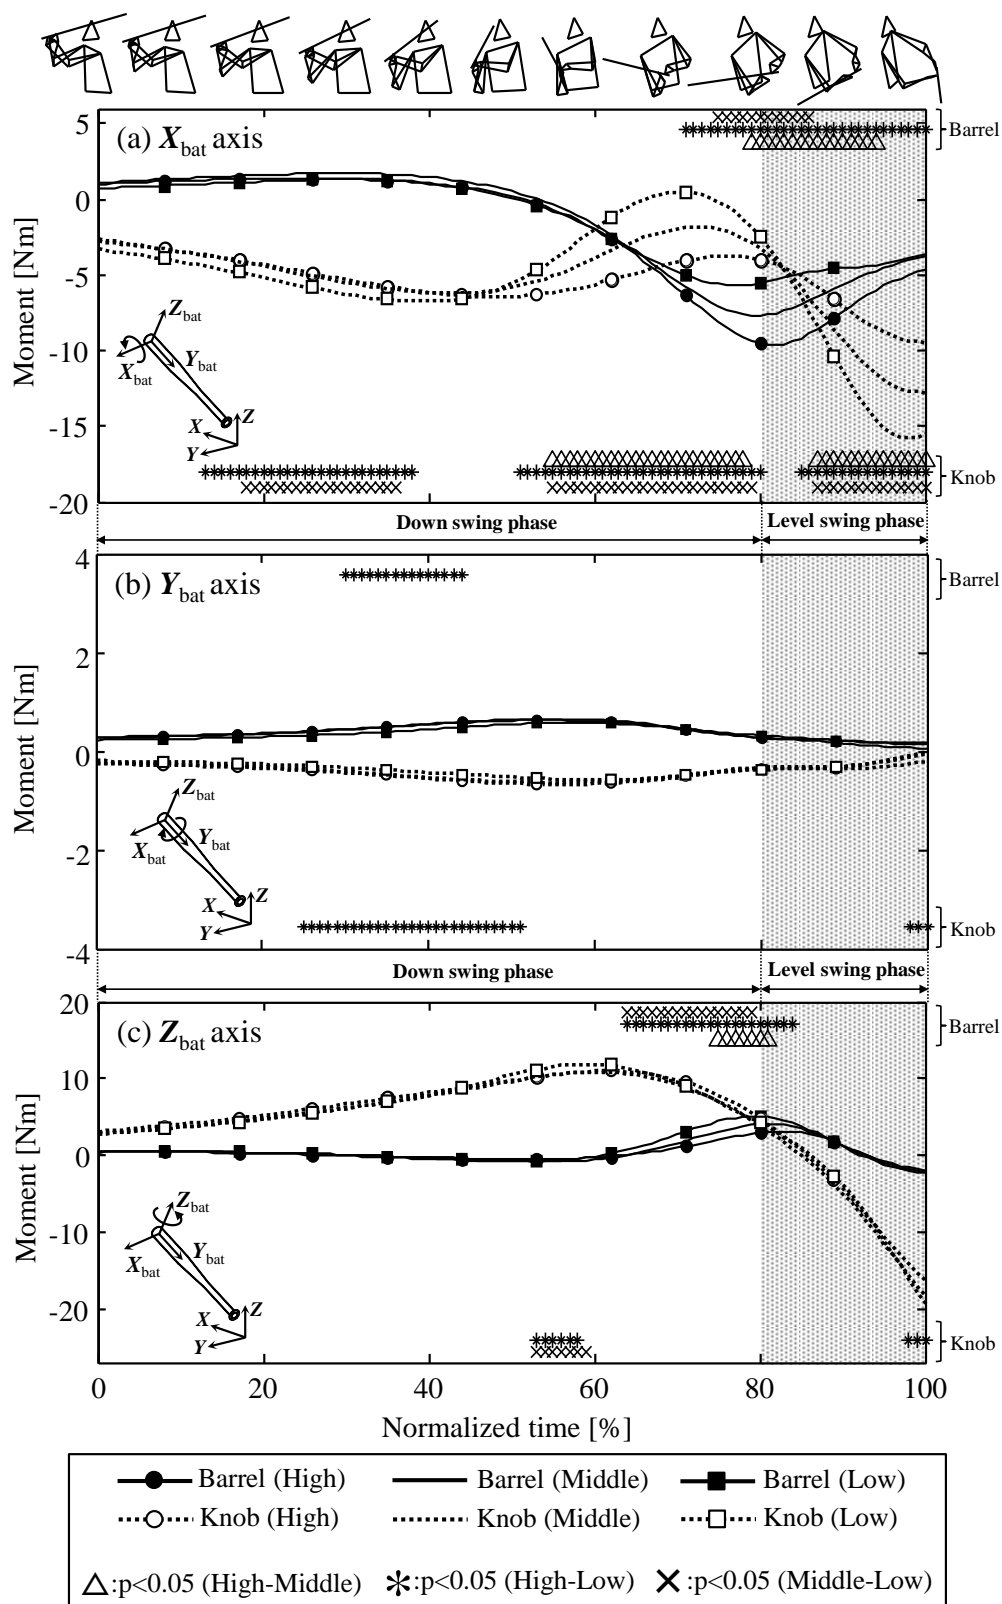 (a) X_bat axis
Barrel
Moment [Nm]
5
0
-5
-10
-15
-20
Z_bat
Y_bat
X_bat
Z
X
Y
Knob
Down swing phase
Level swing phase
(b) Y_bat axis
Barrel
Moment [Nm]
4
2
0
-2
-4
Z_bat
Y_bat
X_bat
Z
X
Y
Knob
Down swing phase
Level swing phase
(c) Z_bat axis
Barrel
Moment [Nm]
20
10
0
-10
-20
Z_bat
Y_bat
X_bat
Z
X
Y
Knob
0 20 40 60 80 100
Normalized time [%]
Barrel (High) Barrel (Middle) Barrel (Low)
Knob (High) Knob (Middle) Knob (Low)
△:p<0.05 (High-Middle) *:p<0.05 (High-Low) ×:p<0.05 (Middle-Low)